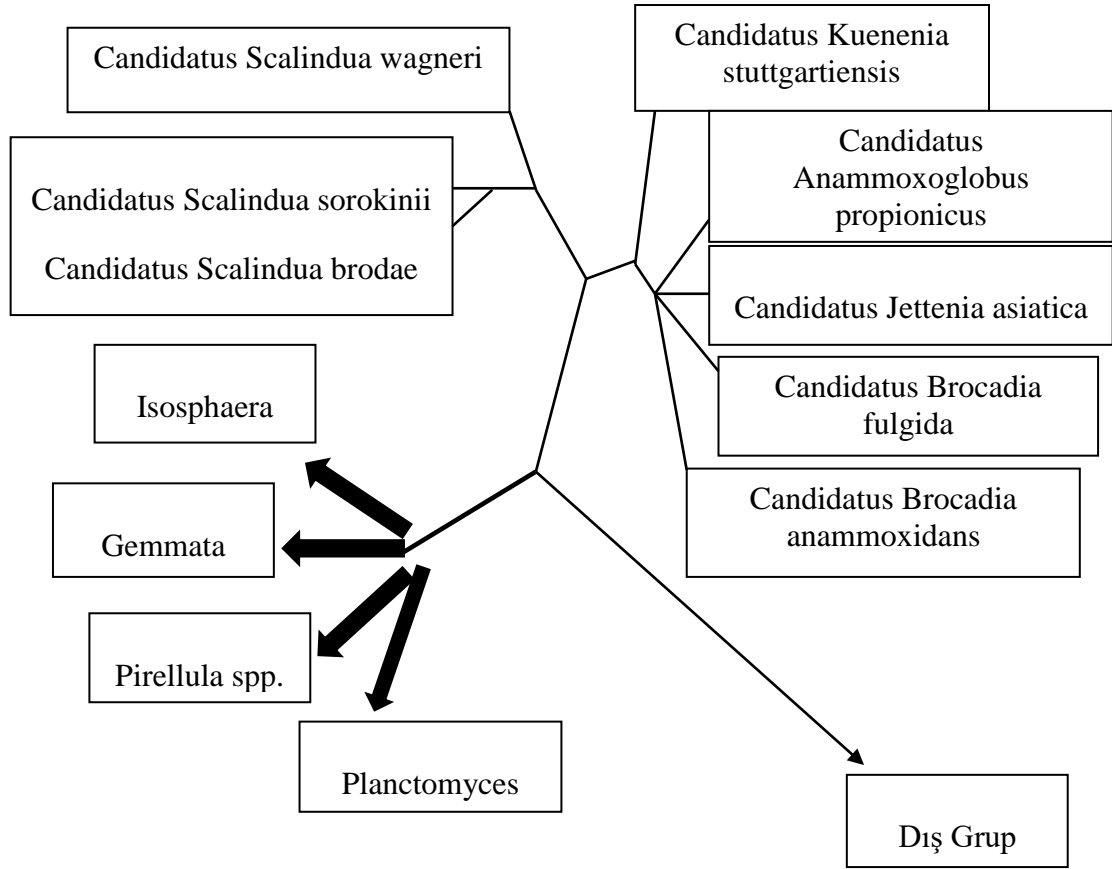 Candidatus Scalindua wagneri
Candidatus Kuenenia
stuttgartiensis
Candidatus
Anammoxoglobus
propionicus
Candidatus Scalindua sorokinii
Candidatus Scalindua brodae
Candidatus Jettenia asiatica
Isosphaera
Candidatus Brocadia
fulgida
Candidatus Brocadia
anammoxidans
Gemmata
Pirellula spp.
Planctomyces
Dış Grup